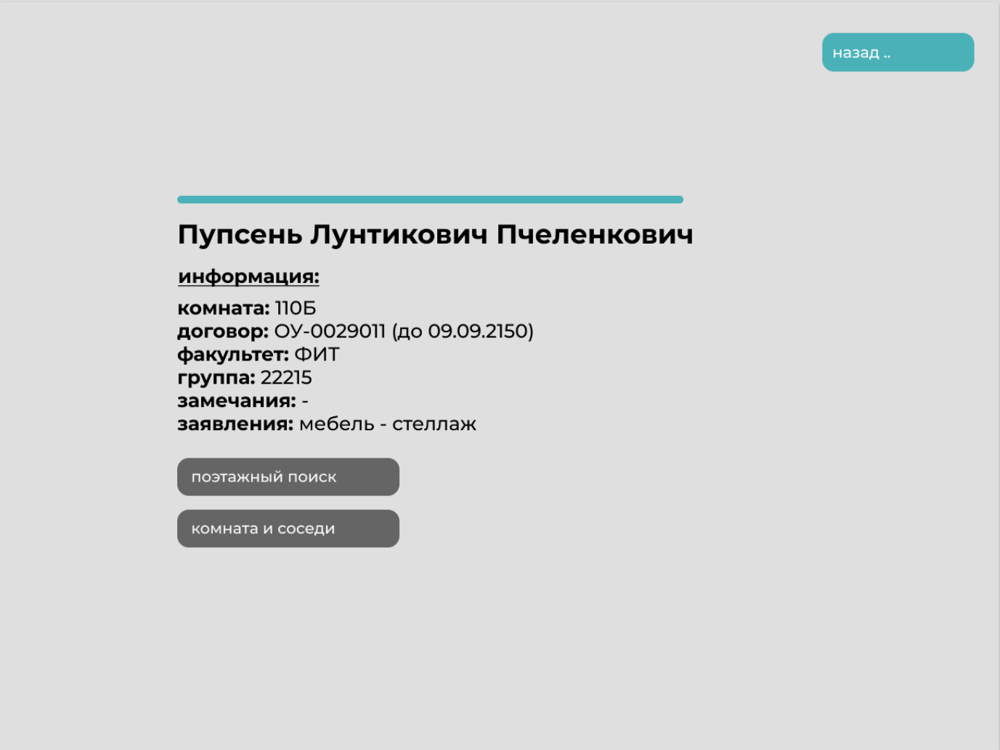 назад ..
Пупсень Лунтикович Пчеленкович
информация:
комната: 110Б
договор: ОУ-0029011 (до 09.09.2150)
факультет: ФИТ
группа: 22215
замечания: -
заявления: мебель - стеллаж
поэтажный поиск
комната и соседи